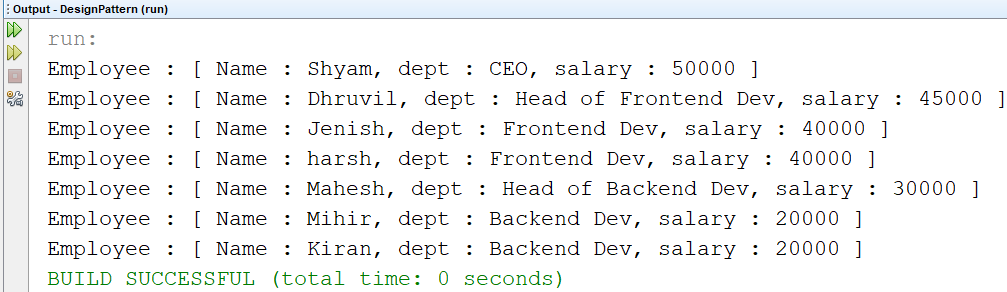 Output - DesignPattern (run)
run:
Employee : [ Name : Shyam, dept : CEO, salary : 50000 ]
Employee : [ Name : Dhruvil, dept : Head of Frontend Dev, salary : 45000 ]
Employee : [ Name : Jenish, dept : Frontend Dev, salary : 40000 ]
Employee : [ Name : harsh, dept : Frontend Dev, salary : 40000 ]
Employee : [ Name : Mahesh, dept : Head of Backend Dev, salary : 30000 ]
Employee : [ Name : Mihir, dept : Backend Dev, salary : 20000 ]
Employee : [ Name : Kiran, dept : Backend Dev, salary : 20000 ]
BUILD SUCCESSFUL (total time: 0 seconds)